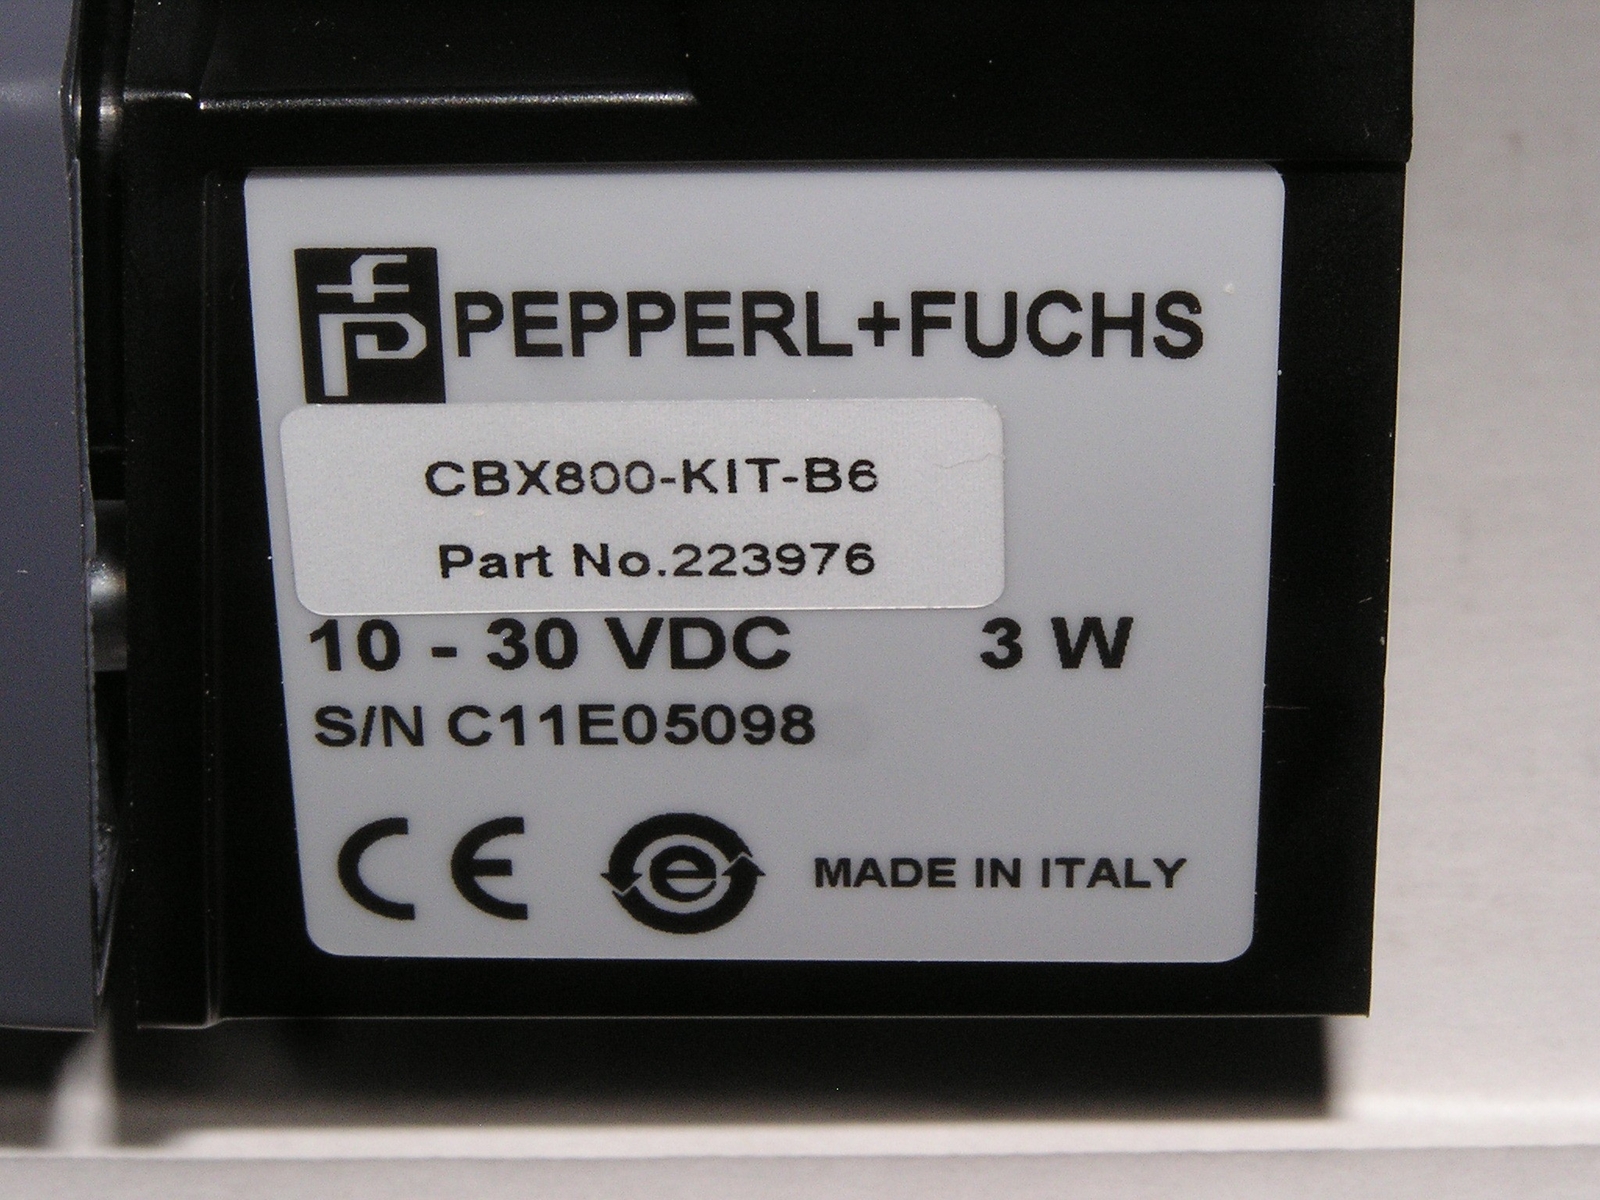 PEPPERL+FUCHS
CBX800-KIT-B6
Part No.223976
10 - 30 VDC 3 W
S/N C11E05098
CE e MADE IN ITALY